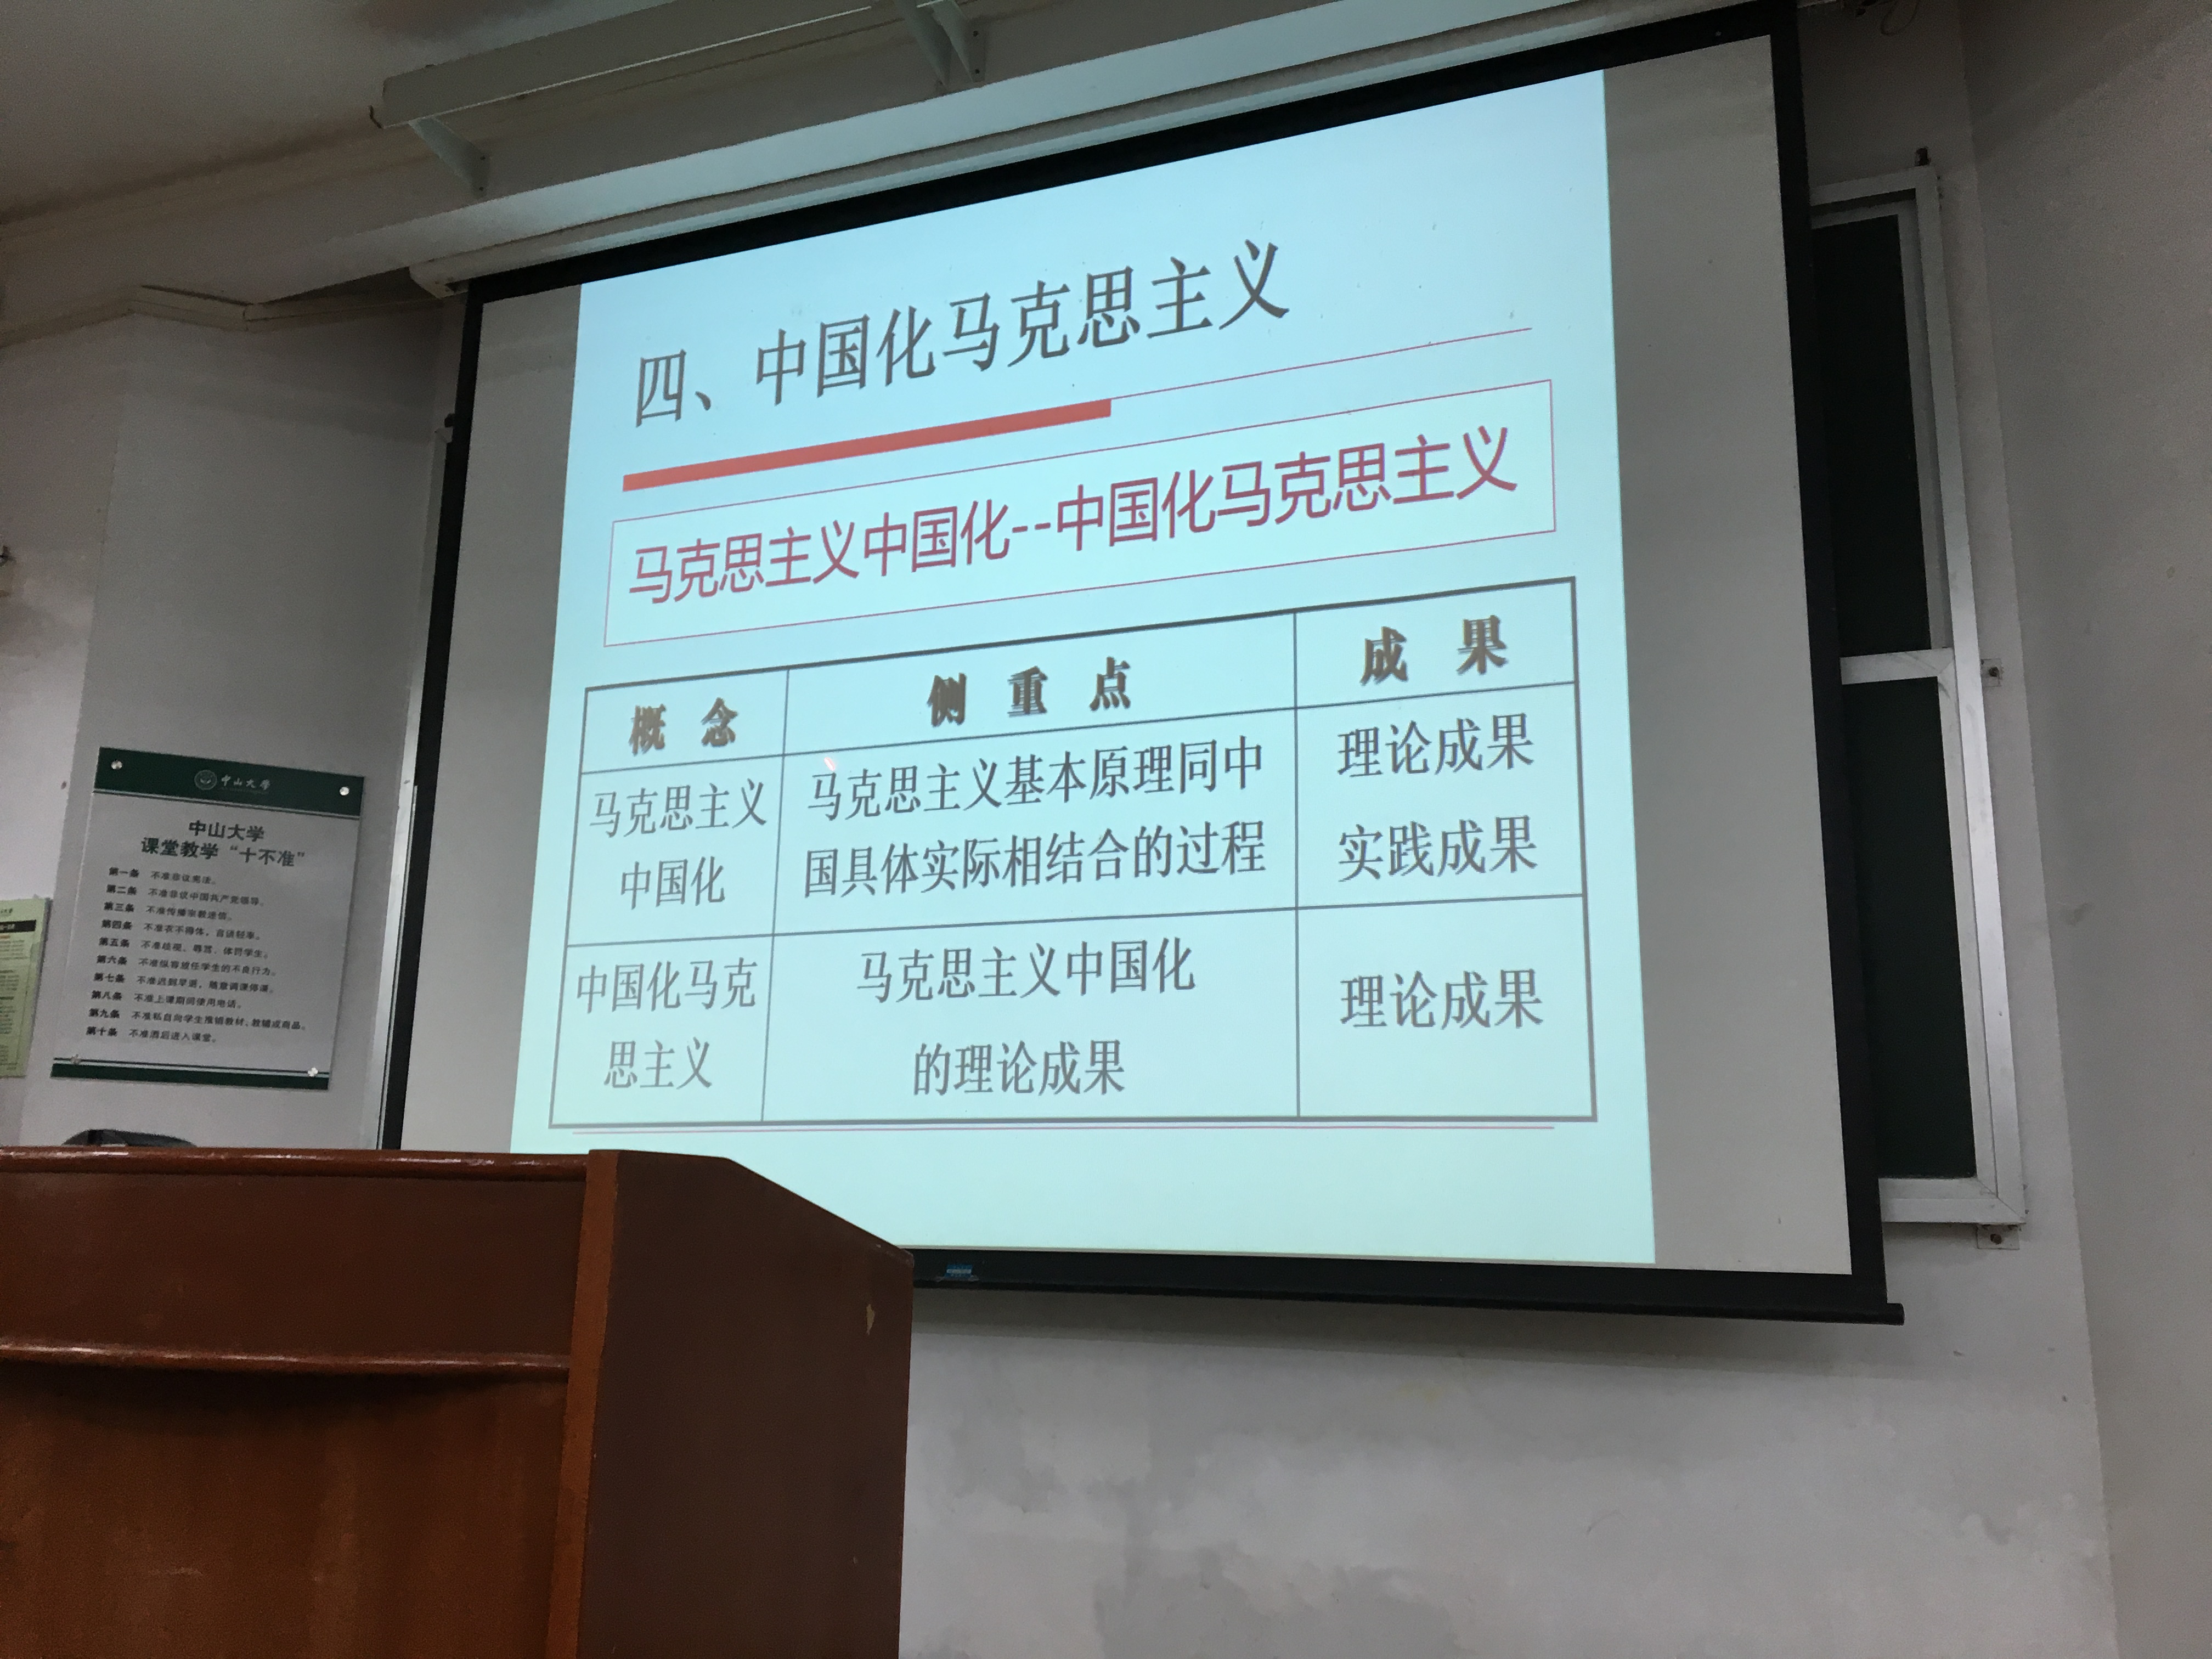 四、中国化马克思主义
马克思主义中国化--中国化马克思主义
概 念 侧 重 点 成 果
马克思主义
中国化
马克思主义基本原理同中
国具体实际相结合的过程
理论成果
实践成果
中国化马克
思主义
马克思主义中国化
的理论成果
理论成果
中山大学
中山大学
课堂教学“十不准”
第一条 不准非议宪法。
第二条 不准非议中国共产党领导。
第三条 不准传播宗教迷信。
第四条 不准衣不得体，言谈轻率。
第五条 不准歧视、辱骂、体罚学生。
第六条 不准纵容放任学生的不良行为。
第七条 不准迟到早退，随意调课停课。
第八条 不准上课期间使用电话。
第九条 不准私自向学生推销教材、教辅或商品。
第十条 不准酒后进入课堂。